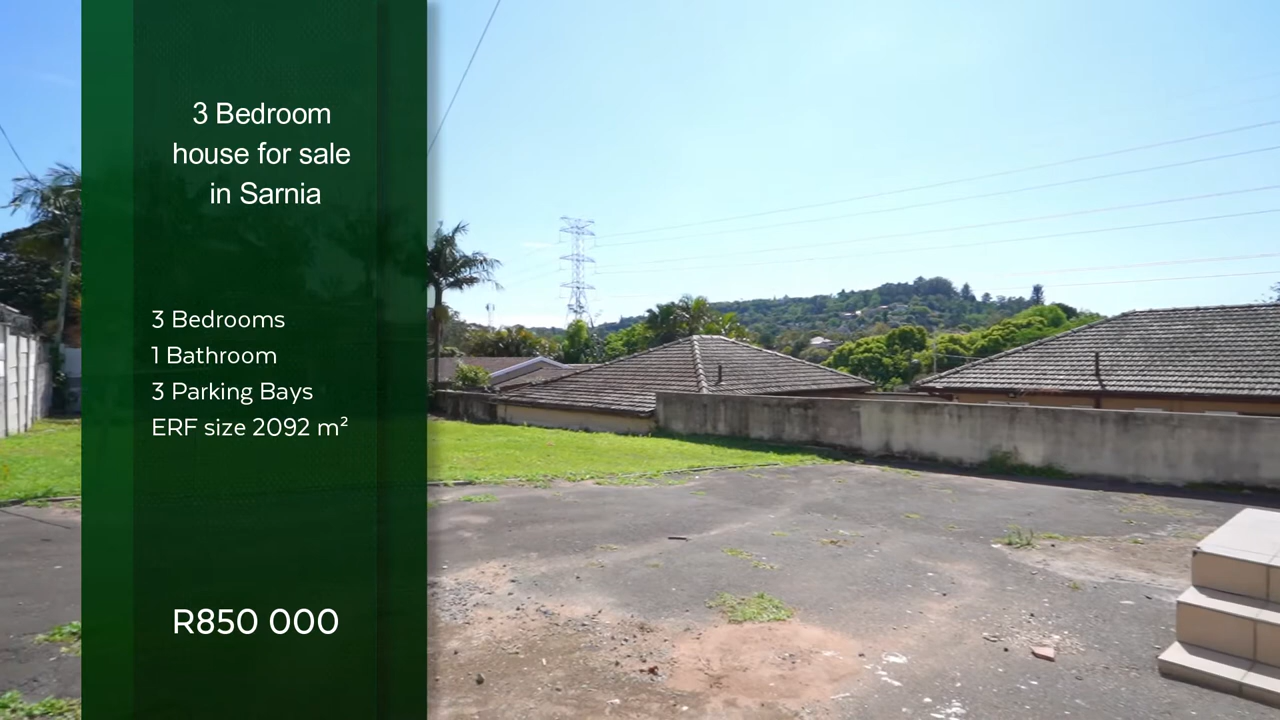 3 Bedroom
house for sale
in Sarnia
3 Bedrooms
1 Bathroom
3 Parking Bays
ERF size 2092 m²
R850 000